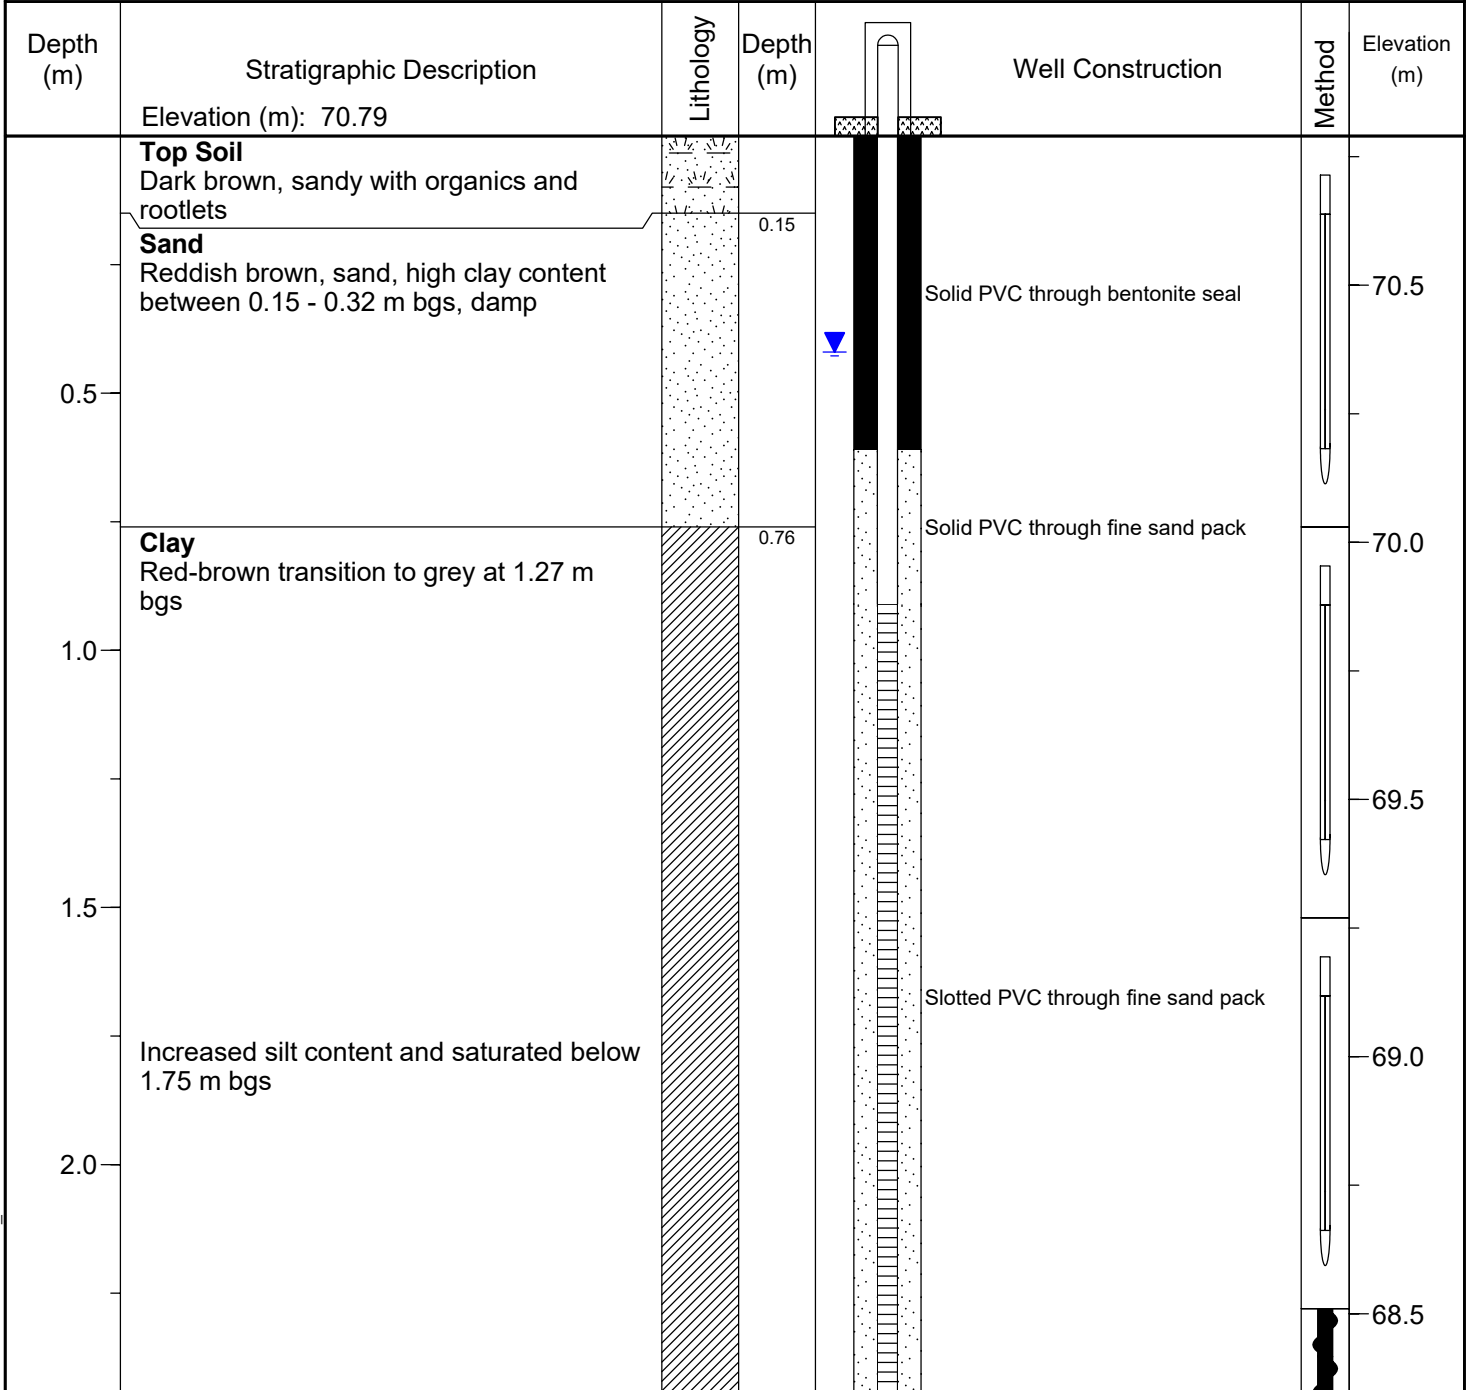 Depth
(m)
Stratigraphic Description
Elevation (m): 70.79
Lithology
Depth
(m)
Well Construction
Method
Elevation
(m)
Top Soil
Dark brown, sandy with organics and
rootlets
0.15
Sand
Reddish brown, sand, high clay content
between 0.15 - 0.32 m bgs, damp
Solid PVC through bentonite seal
70.5
0.5
Solid PVC through fine sand pack
0.76
70.0
Clay
Red-brown transition to grey at 1.27 m
bgs
1.0
69.5
1.5
Slotted PVC through fine sand pack
69.0
Increased silt content and saturated below
1.75 m bgs
2.0
68.5